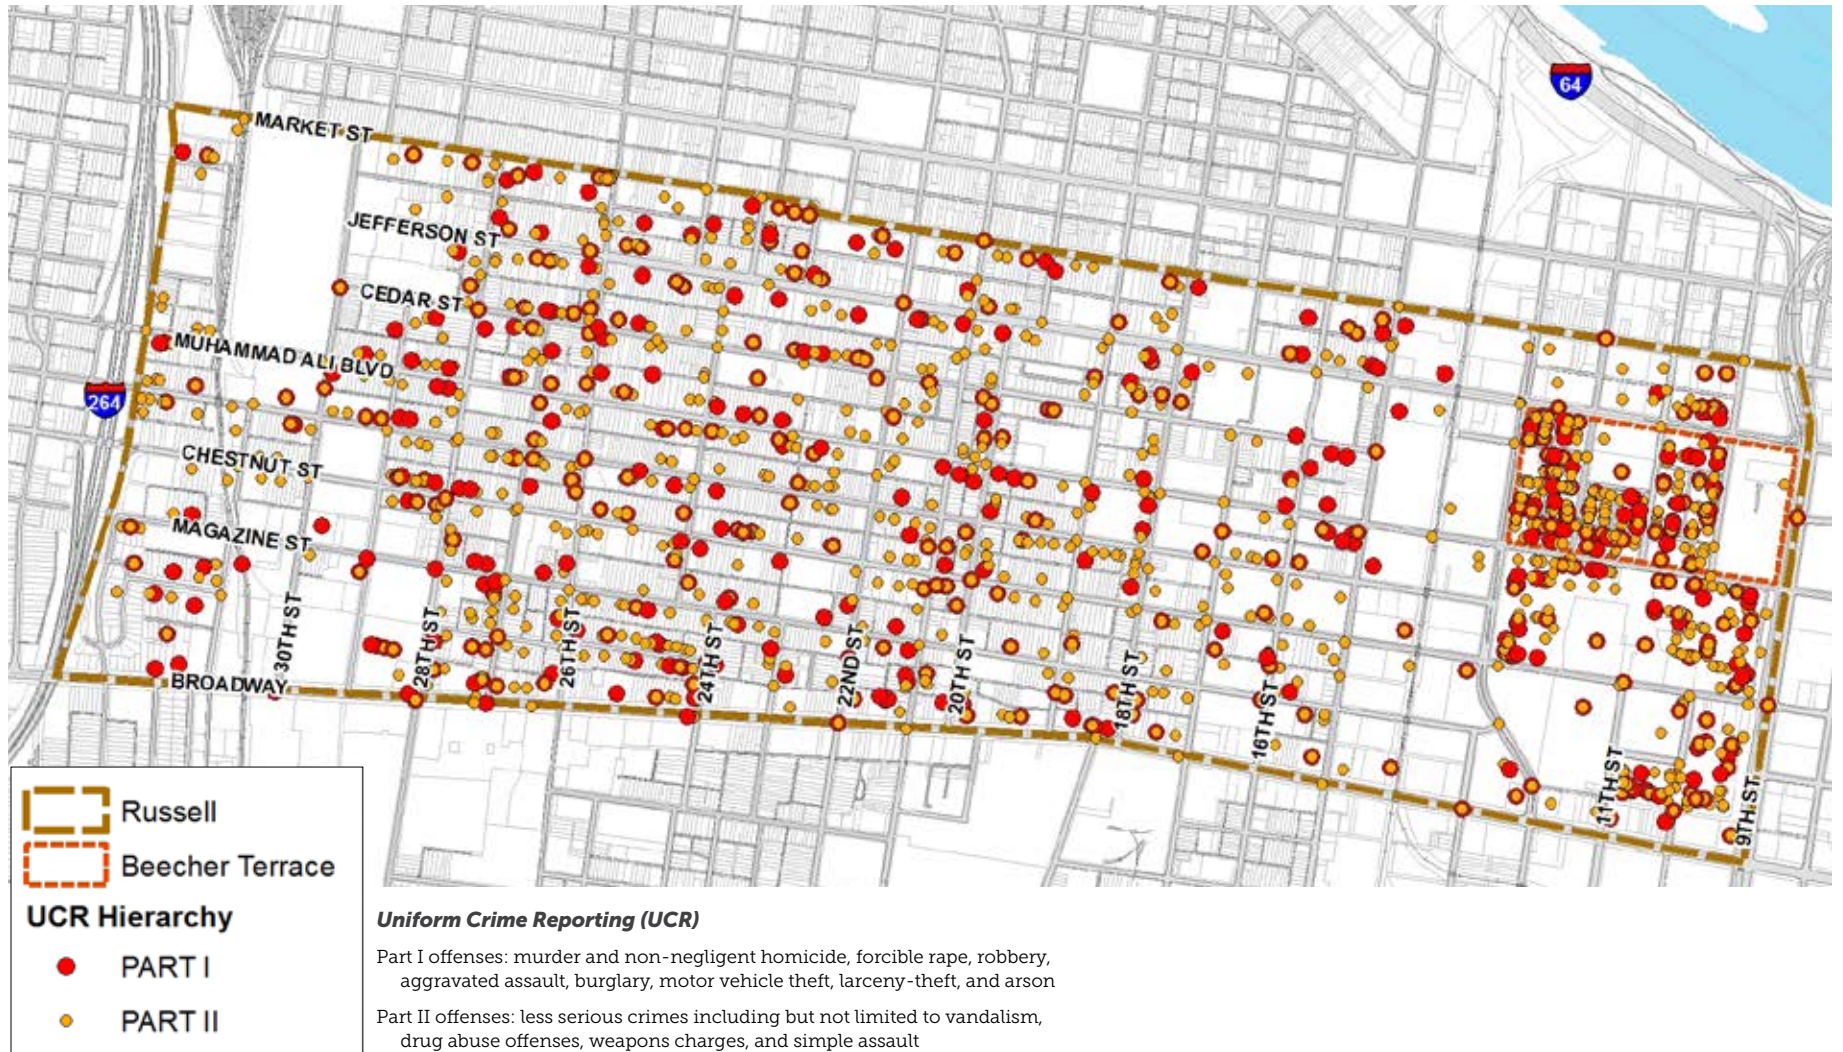 64
MARKET ST
JEFFERSON ST
CEDAR ST
MUHAMMAD ALI BLVD
264
CHESTNUT ST
MAGAZINE ST
30TH ST
28TH ST
26TH ST
24TH ST
22ND ST
20TH ST
18TH ST
16TH ST
11TH ST
9TH ST
BROADWAY
Russell
Beecher Terrace
UCR Hierarchy
PART I
PART II
Uniform Crime Reporting (UCR)
Part I offenses: murder and non-negligent homicide, forcible rape, robbery,
aggravated assault, burglary, motor vehicle theft, larceny-theft, and arson
Part II offenses: less serious crimes including but not limited to vandalism,
drug abuse offenses, weapons charges, and simple assault